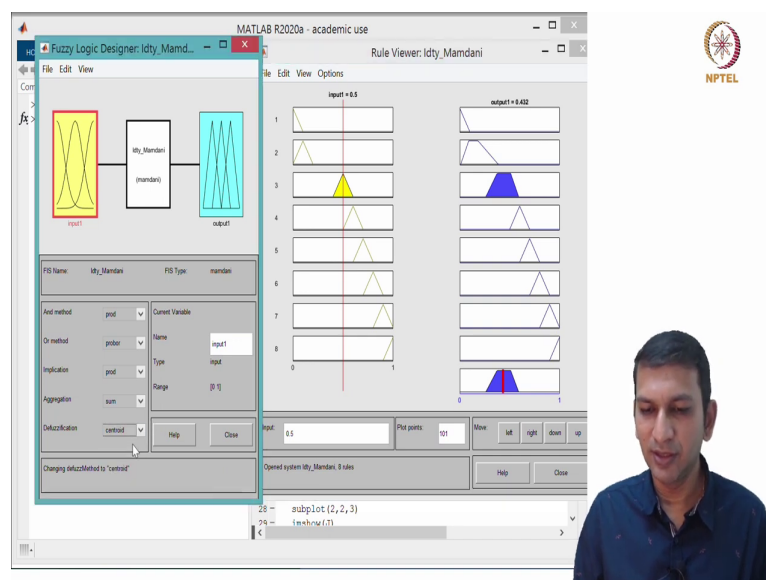 MATLAB R2020a - academic use
Fuzzy Logic Designer: Idty_Mamd...
File Edit View
Idty_Mamdani
(mamdani)
input1
output1
FIS Name: Idty_Mamdani FIS Type: mamdani
And method prod
Or method probor
Implication prod
Aggregation sum
Defuzzification centroid
Current Variable
Name input1
Type input
Range [0 1]
Help Close
Changing defuzzMethod to "centroid"
Rule Viewer: Idty_Mamdani
File Edit View Options
input1 = 0.5
output1 = 0.432
1
2
3
4
5
6
7
8
0 1
0 1
Input: 0.5
Plot points: 101
Move: left right down up
Opened system Idty_Mamdani, 8 rules
Help Close
28 - subplot(2,2,3)
29 - imshow(J)
fx >
HO
Com
NPTEL